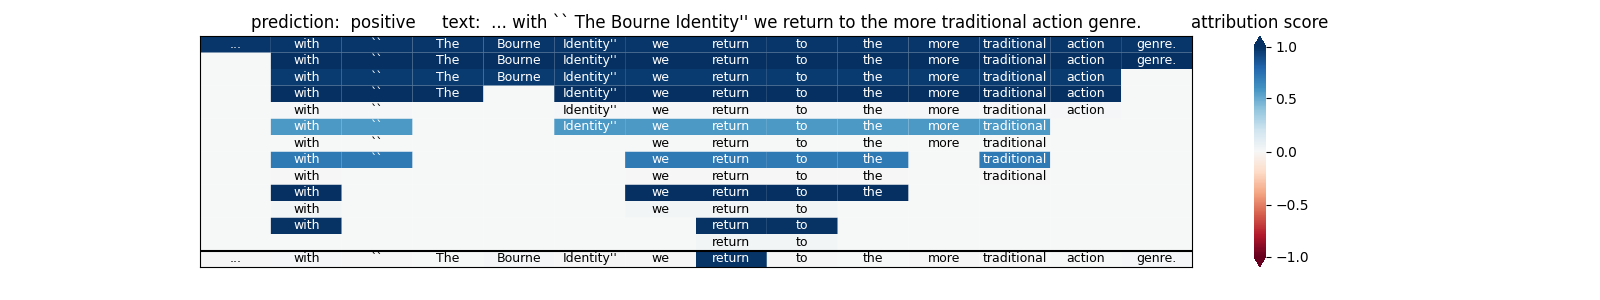 prediction:  positive     text:  ... with `` The Bourne Identity'' we return to the more traditional action genre.     attribution score
... with `` The Bourne Identity'' we return to the more traditional action genre.
with `` The Bourne Identity'' we return to the more traditional action genre.
with `` The Bourne Identity'' we return to the more traditional action
with `` The Identity'' we return to the more traditional action
with `` Identity'' we return to the more traditional action
with `` Identity'' we return to the more traditional
with `` we return to the more traditional
with `` we return to the traditional
with we return to the traditional
with we return to the
with we return to
with return to
return to
... with `` The Bourne Identity'' we return to the more traditional action genre.
1.0
0.5
0.0
−0.5
−1.0